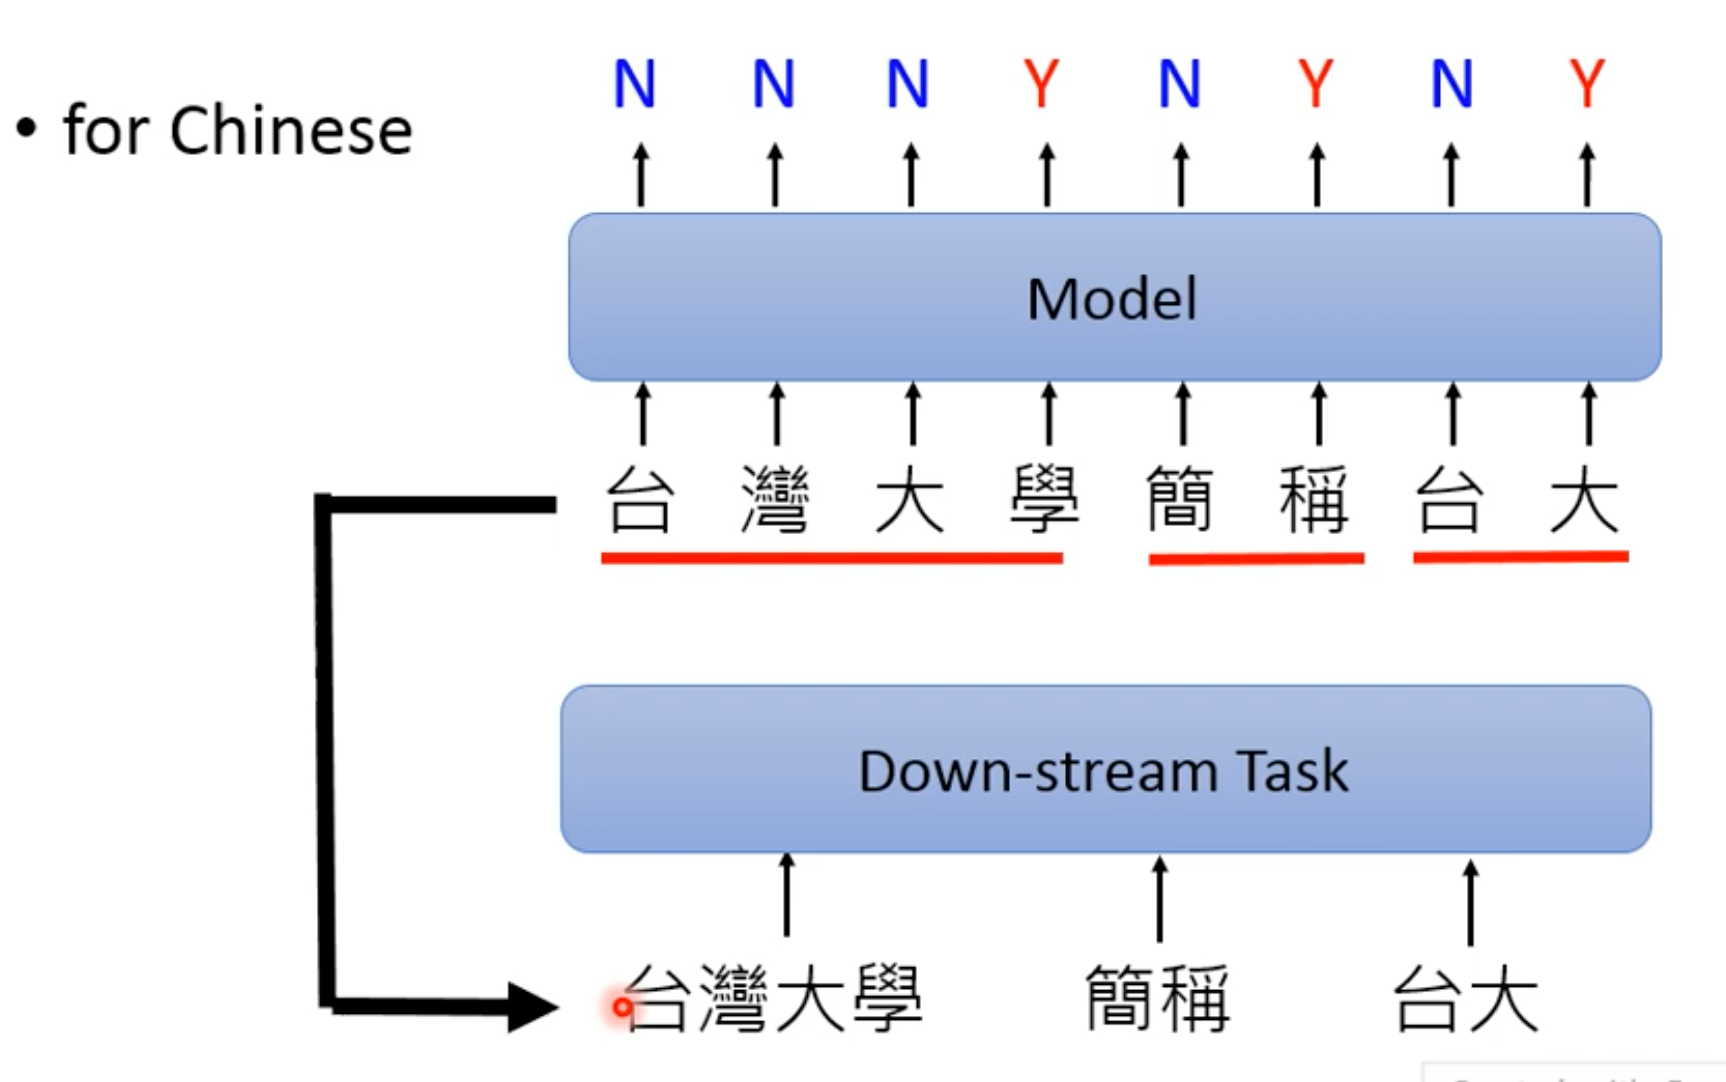 • for Chinese
N N N Y N Y N Y
Model
台 灣 大 學 簡 稱 台 大
Down-stream Task
台灣大學 簡稱 台大